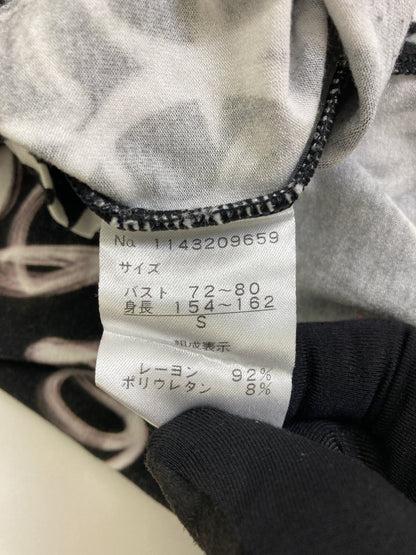 No. 1143209659
サイズ
バスト 72～80
身長 154～162
S
組成表示
レーヨン 92%
ポリウレタン 8%